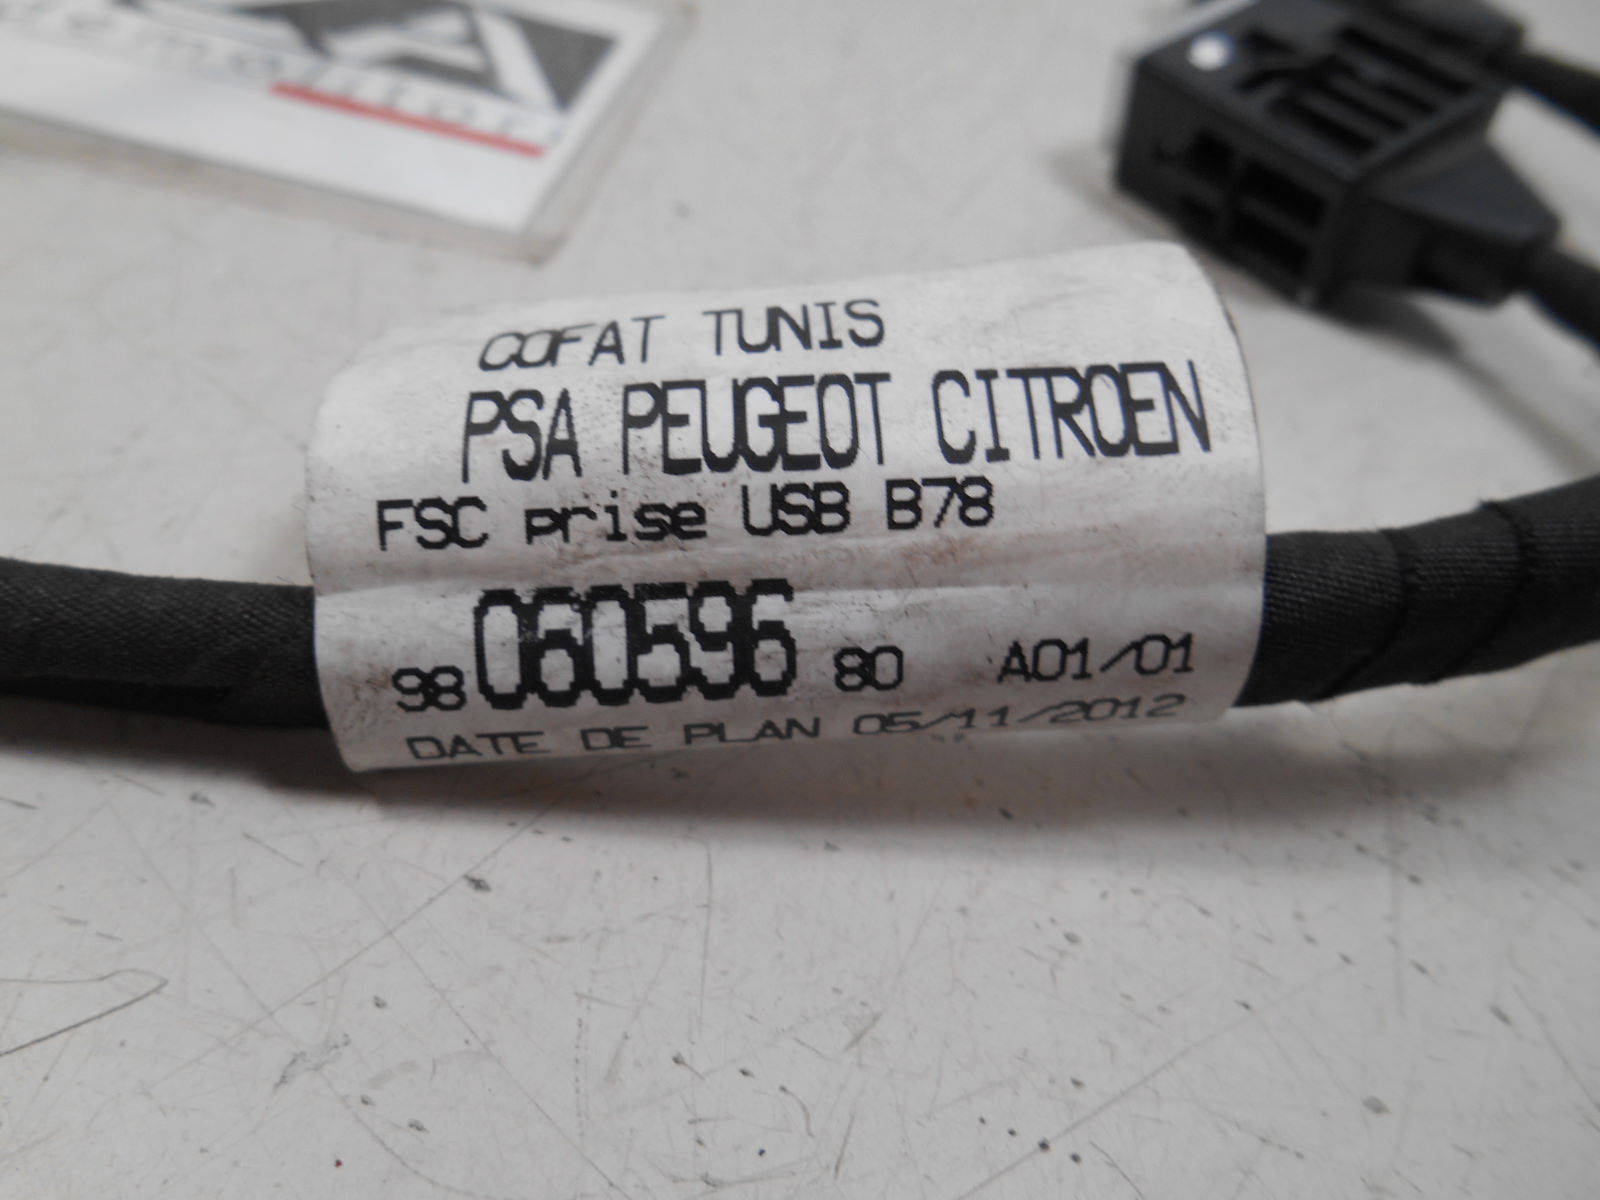 COFAT TUNIS
PSA PEUGEOT CITROEN
FSC prise USB B78
98 060596 80 A01/01
DATE DE PLAN 05/11/2012